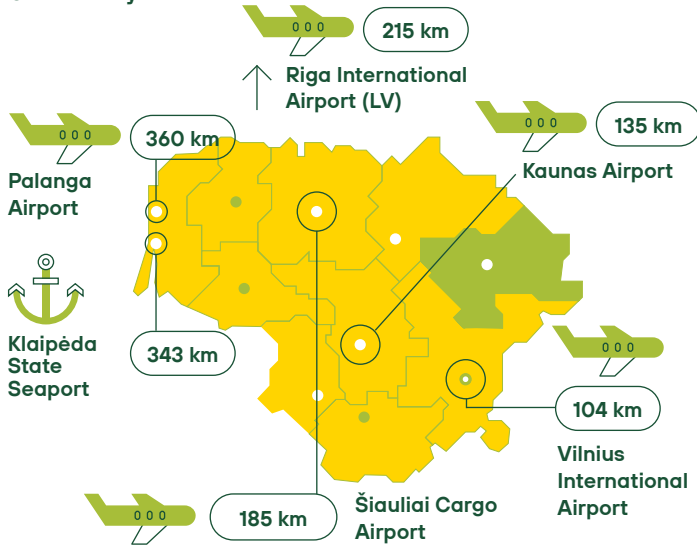 215 km
Riga International
Airport (LV)
360 km
135 km
Palanga
Airport
Kaunas Airport
Klaipėda
State
Seaport
343 km
104 km
Vilnius
International
Airport
185 km
Šiauliai Cargo
Airport